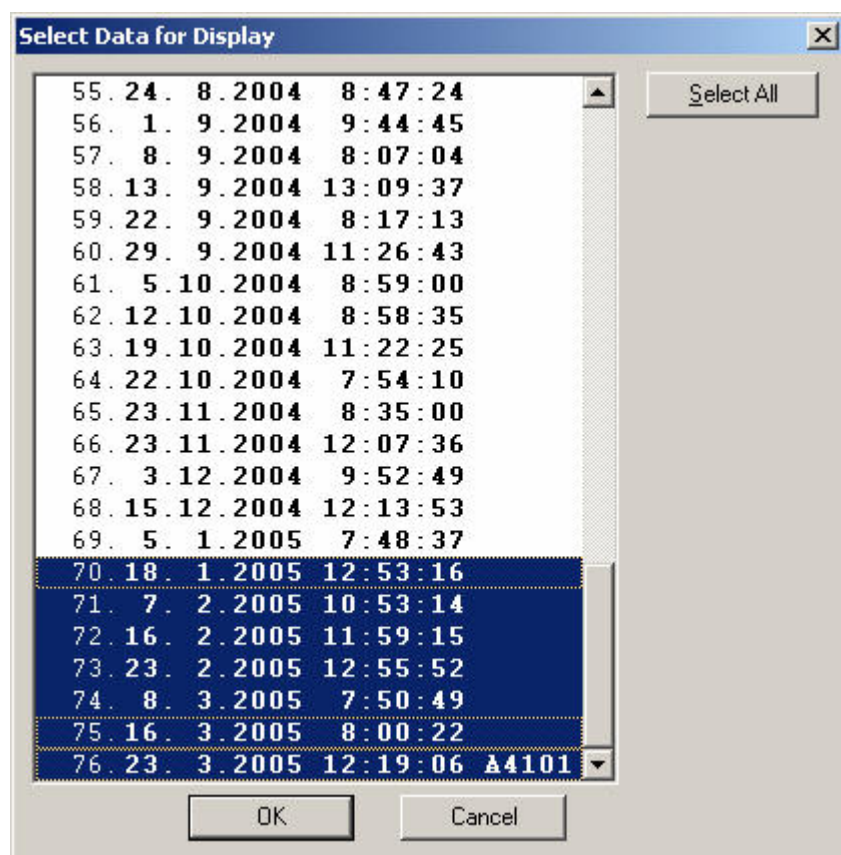 Select Data for Display
55. 24. 8.2004 8:47:24
Select All
56. 1. 9.2004 9:44:45
57. 8. 9.2004 8:07:04
58. 13. 9.2004 13:09:37
59. 22. 9.2004 8:17:13
60. 29. 9.2004 11:26:43
61. 5.10.2004 8:59:00
62. 12.10.2004 8:58:35
63. 19.10.2004 11:22:25
64. 22.10.2004 7:54:10
65. 23.11.2004 8:35:00
66. 23.11.2004 12:07:36
67. 3.12.2004 9:52:49
68. 15.12.2004 12:13:53
69. 5. 1.2005 7:48:37
70. 18. 1.2005 12:53:16
71. 7. 2.2005 10:53:14
72. 16. 2.2005 11:59:15
73. 23. 2.2005 12:55:52
74. 8. 3.2005 7:50:49
75. 16. 3.2005 8:00:22
76. 23. 3.2005 12:19:06 A4101
OK Cancel